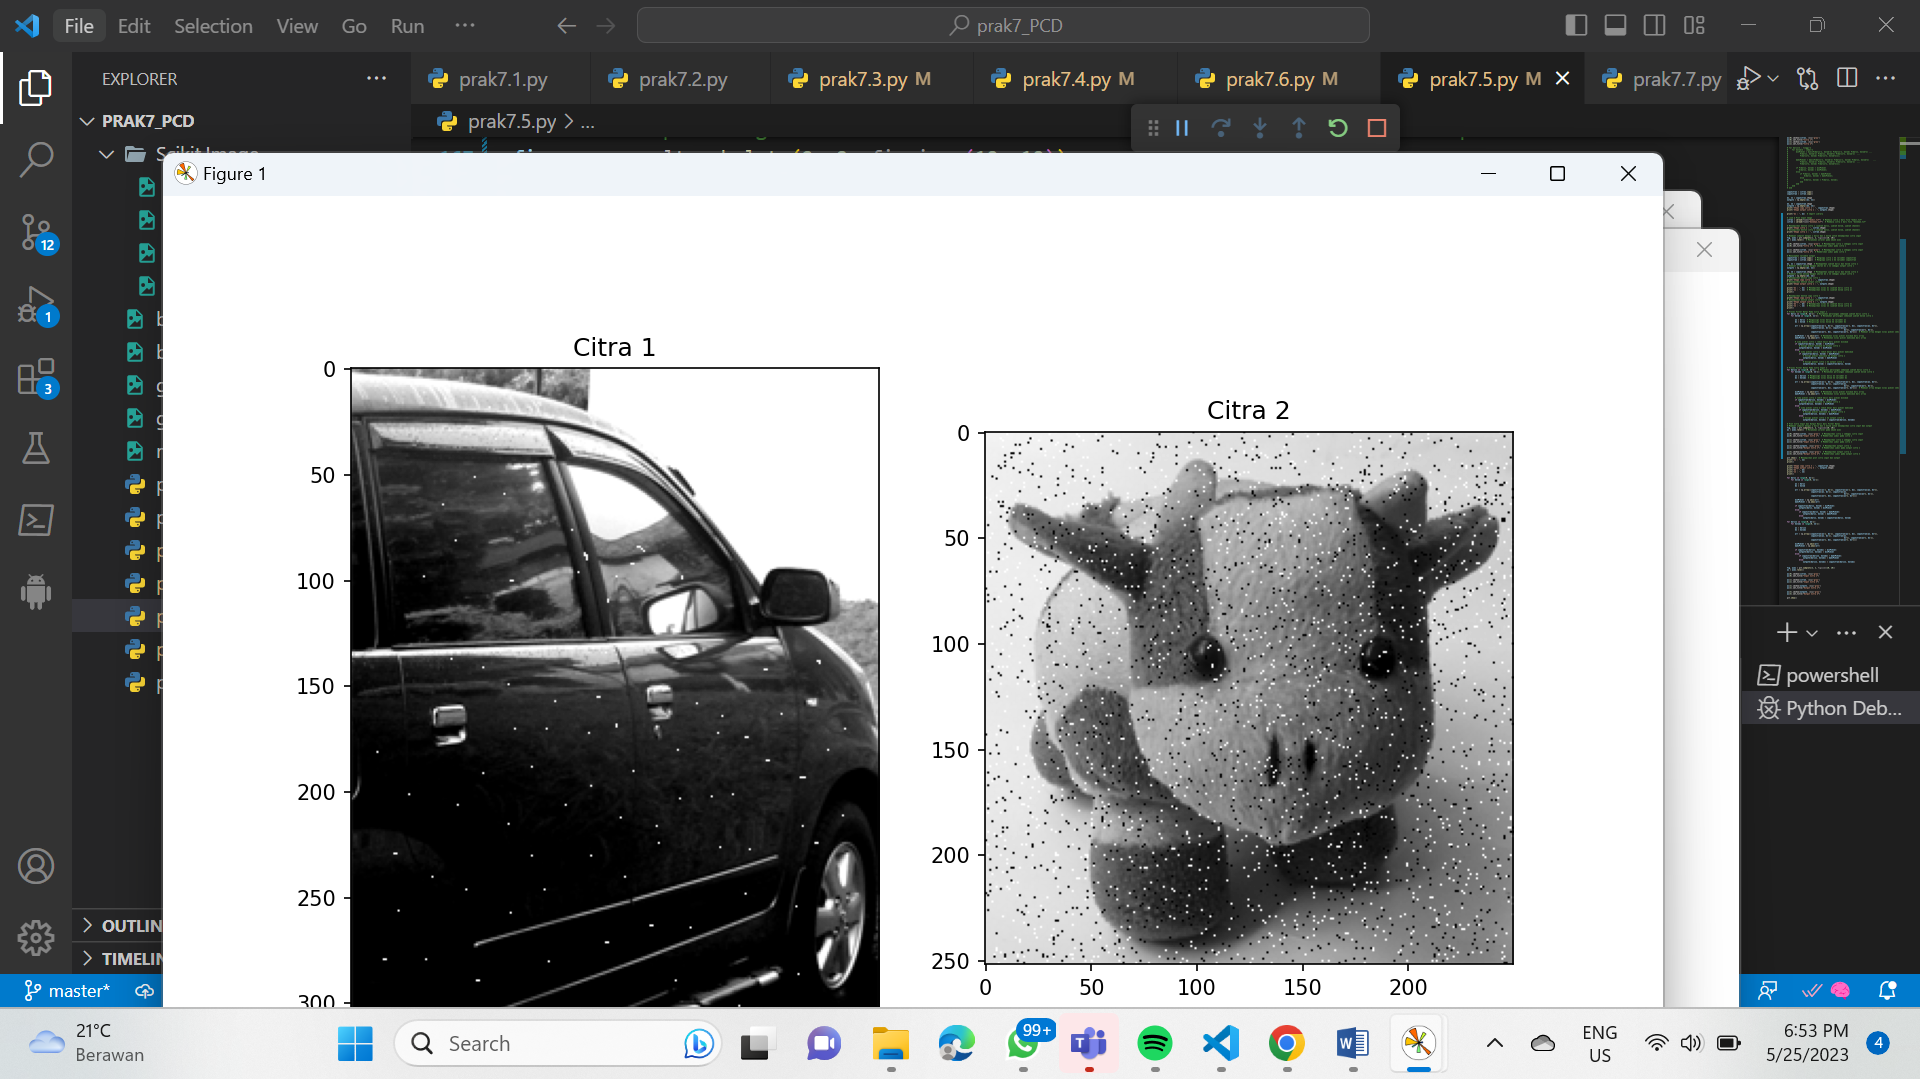 File Edit Selection View Go Run ··· prak7_PCD
EXPLORER ···
prak7.1.py prak7.2.py prak7.3.py M prak7.4.py M prak7.6.py M prak7.5.py M prak7.7.py ···
PRAK7_PCD
prak7.5.py > ...
Figure 1
12
1
3
Citra 1
0
50
100
150
200
250
300
Citra 2
0
50
100
150
200
250
0 50 100 150 200
powershell
Python Deb...
OUTLIN
TIMELIN
master*
21°C
Berawan
Search
99+
ENG
US
6:53 PM
5/25/2023
4